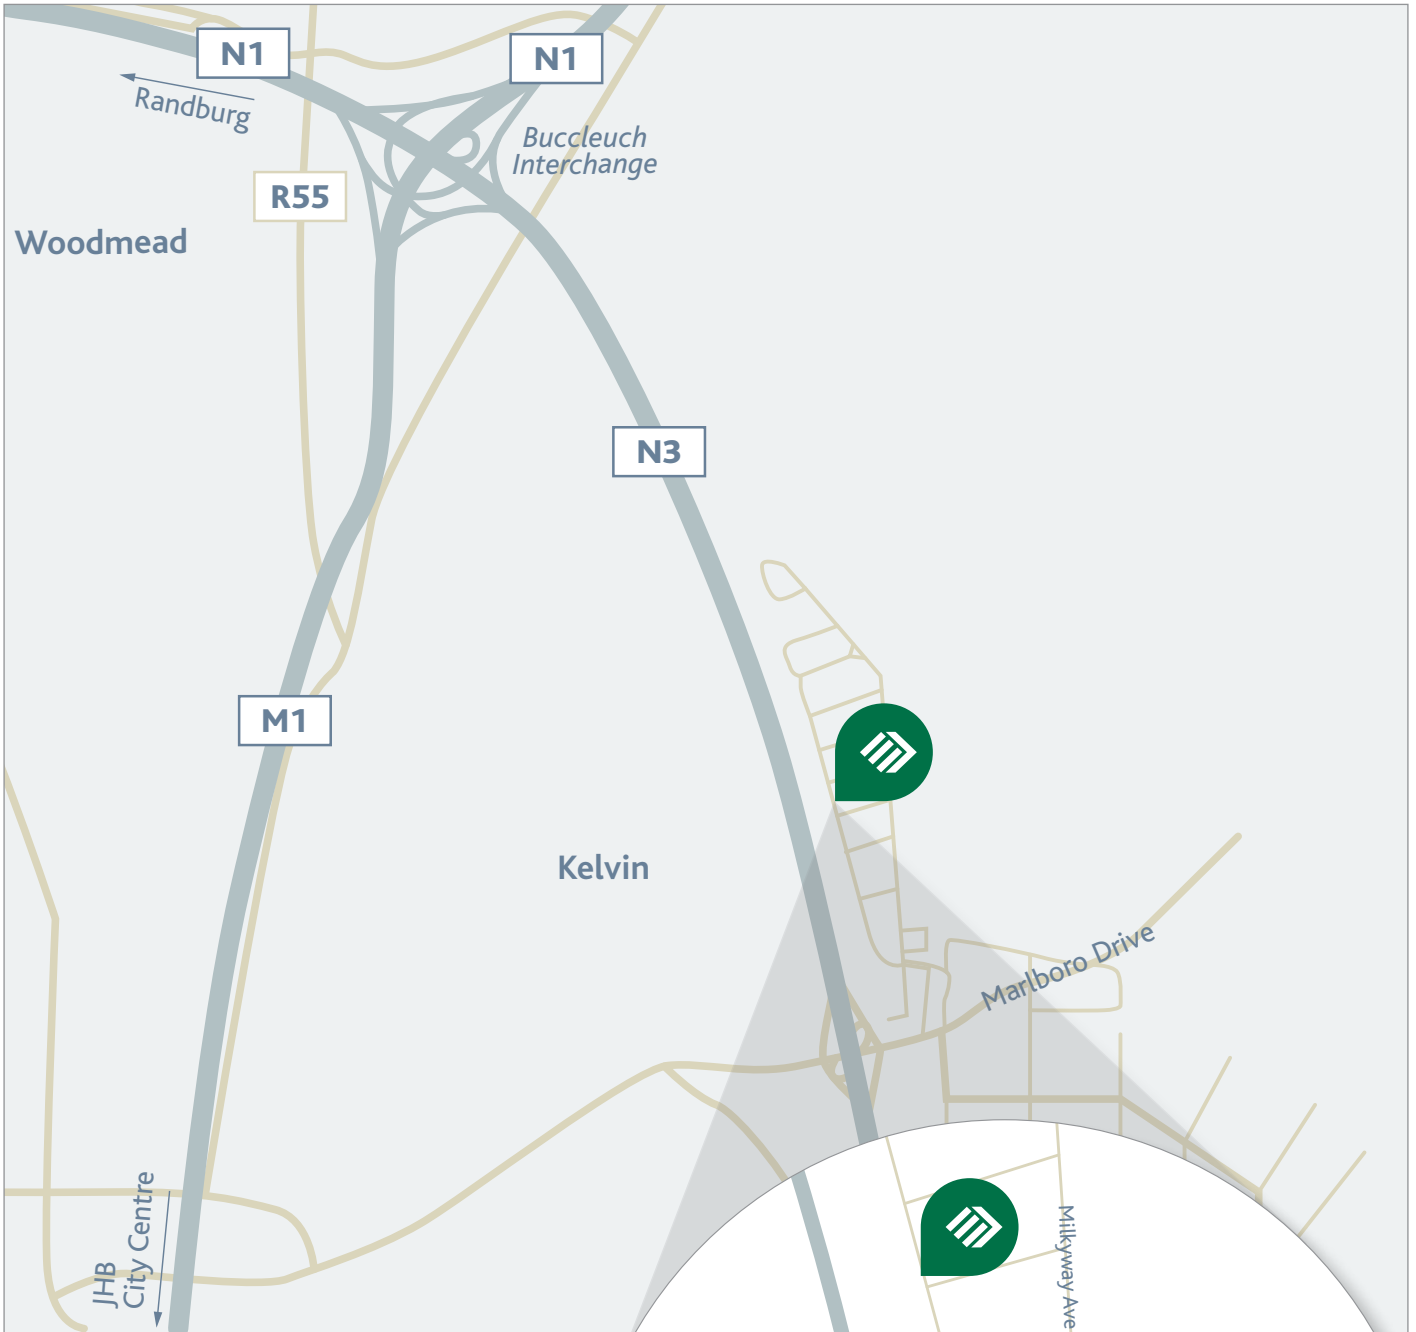 N1
N1
Randburg
Buccleuch
Interchange
R55
Woodmead
N3
M1
Kelvin
Marlboro Drive
JHB
City Centre
Milkyway Ave